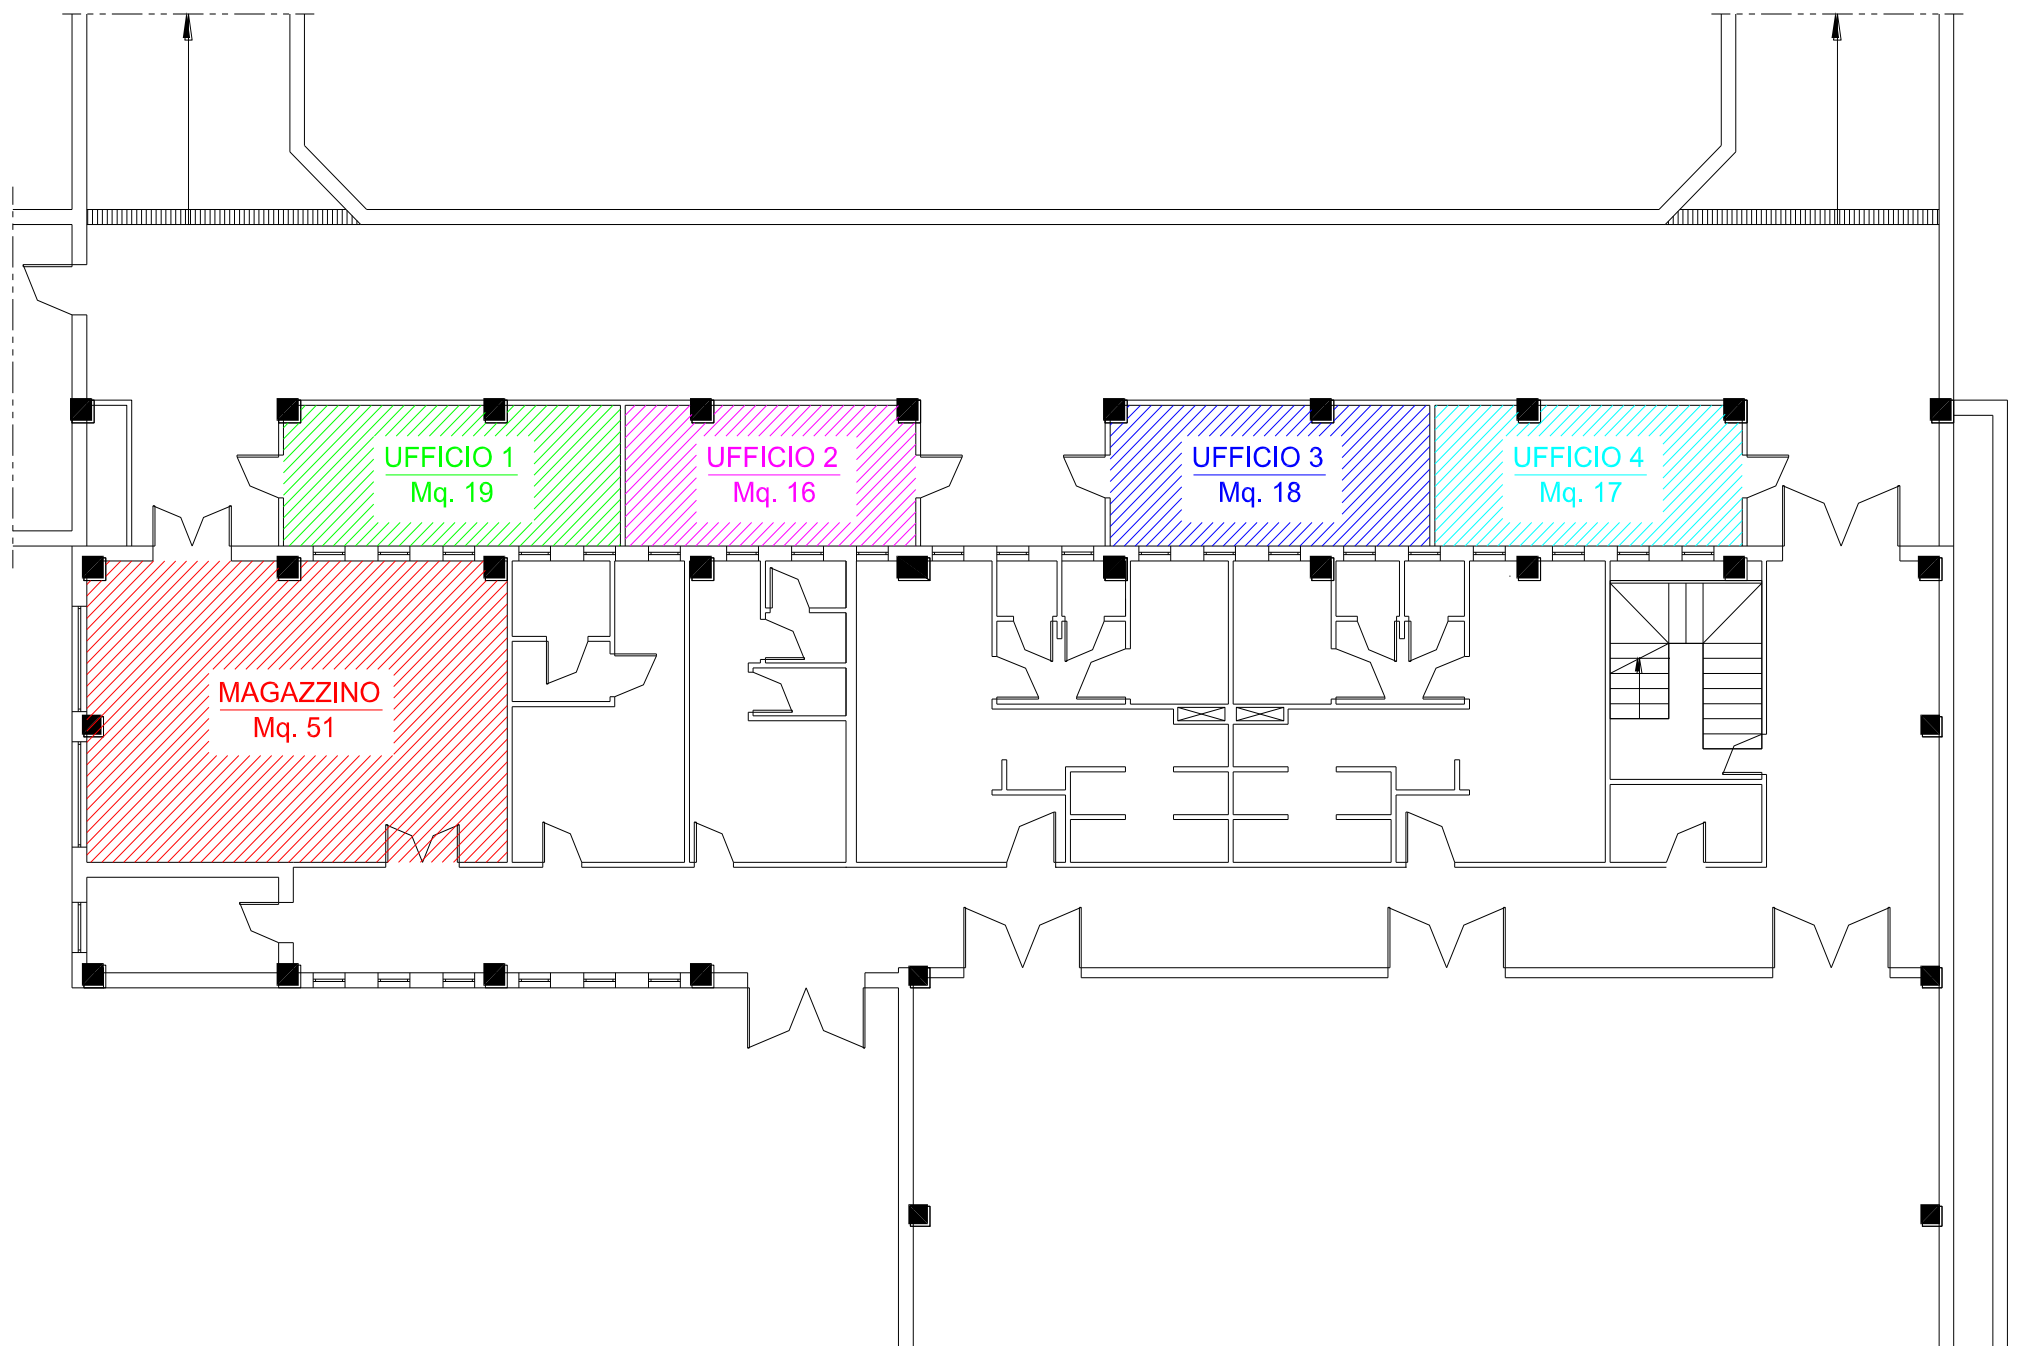 UFFICIO 1
Mq. 19
UFFICIO 2
Mq. 16
UFFICIO 3
Mq. 18
UFFICIO 4
Mq. 17
MAGAZZINO
Mq. 51